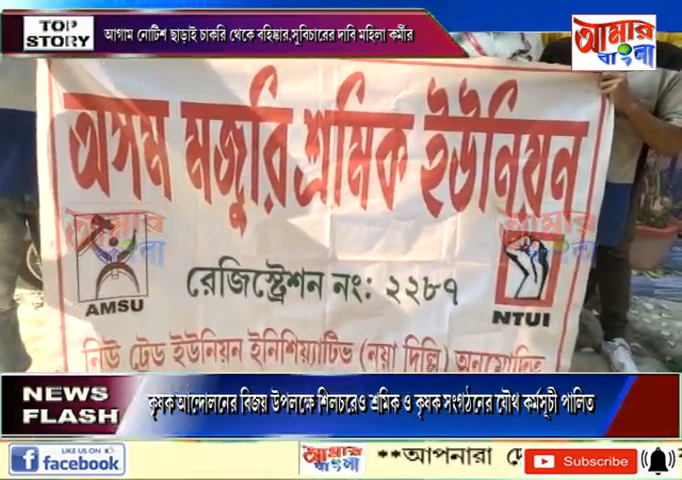 TOP
STORY
আগাম নোটিশ ছাড়াই চাকরি থেকে বহিষ্কার,সুবিচারের দাবি মহিলা কর্মীর
আমার
বাংলা
অসম মজুরি শ্রমিক ইউনিয়ন
আমার
বাংলা
আমার
বাংলা
AMSU
রেজিস্ট্রেশন নং: ২২৮৭
NTUI
নিউ ট্রেড ইউনিয়ন ইনিশিয়্যাটিভ (নয়া দিল্লি) অনুমোদিত
NEWS
FLASH
কৃষক আন্দোলনের বিজয় উপলক্ষে শিলচরেও শ্রমিক ও কৃষক সংগঠনের যৌথ কর্মসূচী পালিত
LIKE US ON
facebook
আমার
বাংলা
**আপনারা
Subscribe